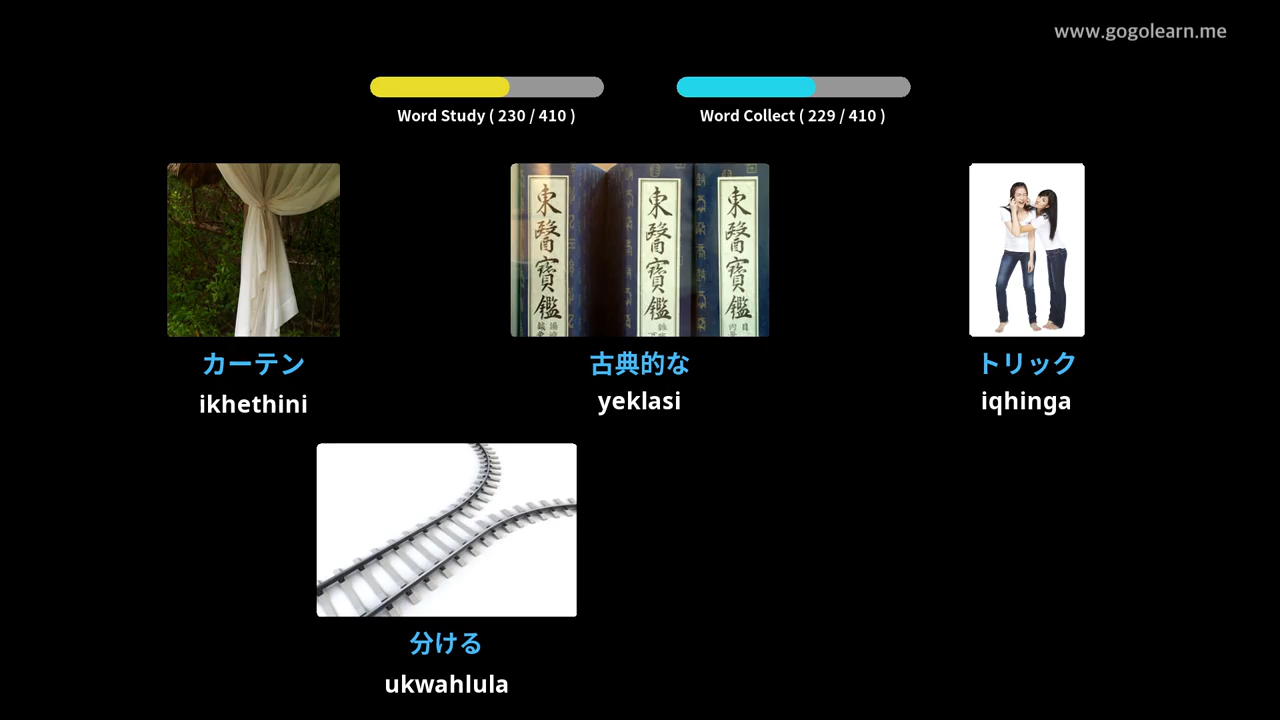 www.gogolearn.me
Word Study ( 230 / 410 )
Word Collect ( 229 / 410 )
東醫寶鑑
東醫寶鑑
東醫寶鑑
カーテン
ikhethini
古典的な
yeklasi
トリック
iqhinga
分ける
ukwahlula